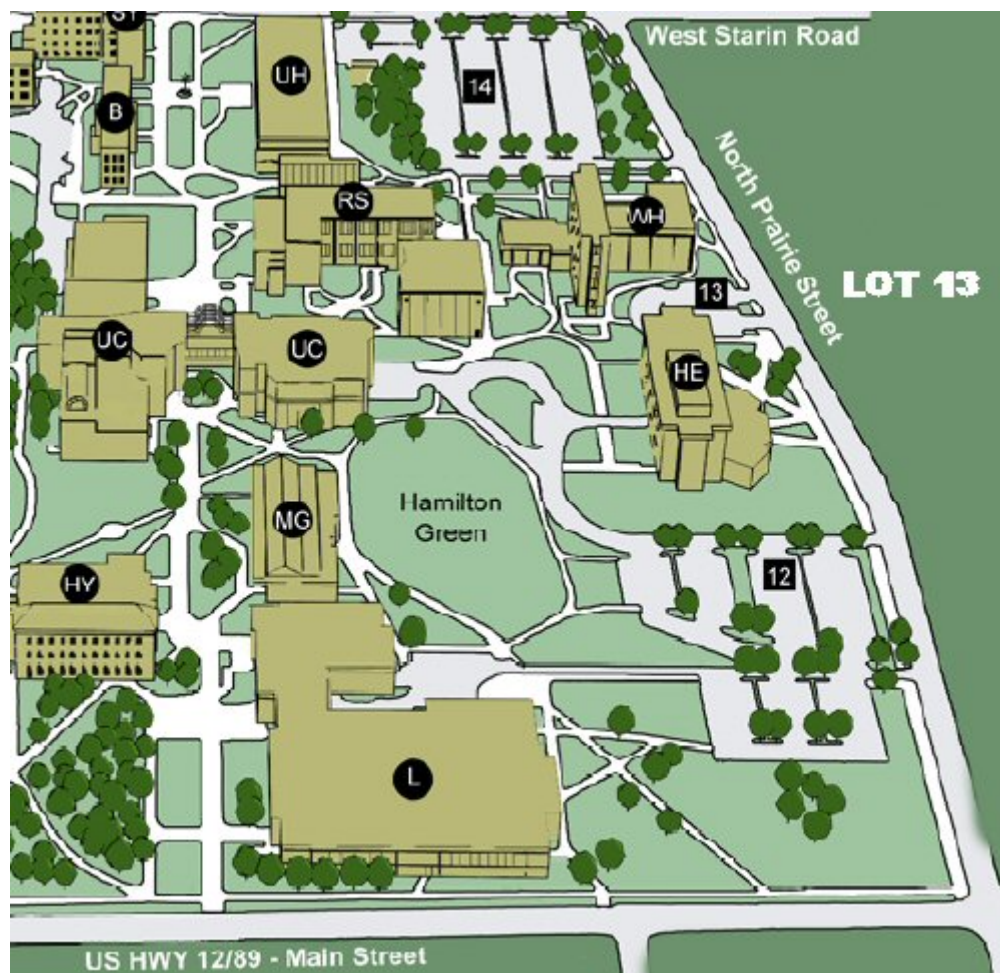 SY
West Starin Road
UH
14
B
North Prairie Street
RS
WH
LOT 13
13
UC
UC
HE
Hamilton
Green
MG
12
HY
L
US HWY 12/89 - Main Street